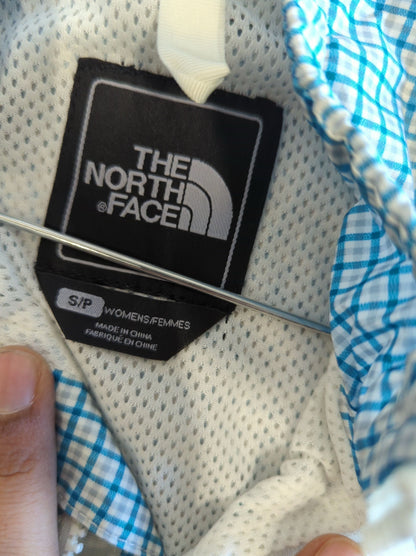 THE
NORTH
®FACE
S/P WOMENS/FEMMES
MADE IN CHINA
FABRIQUÉ EN CHINE